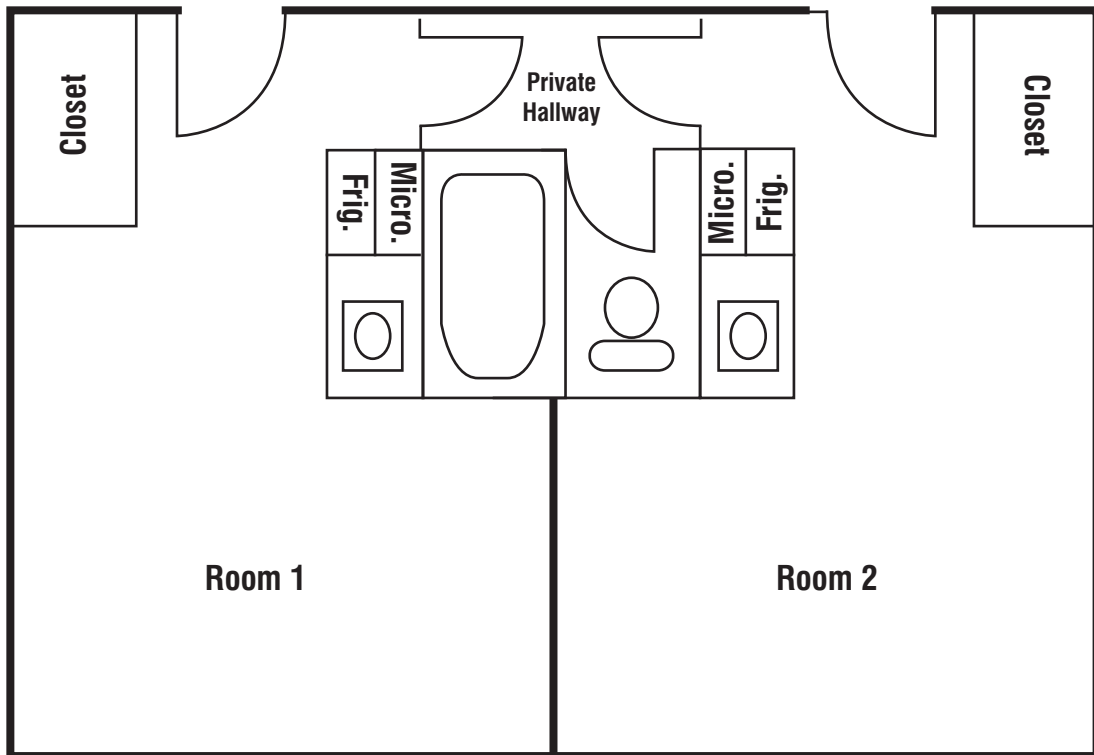 Closet
Private
Hallway
Closet
Frig.
Micro.
Micro.
Frig.
Room 1
Room 2